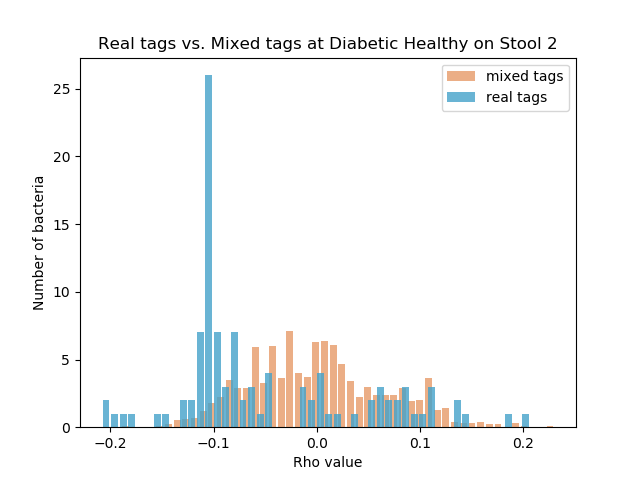 Real tags vs. Mixed tags at Diabetic Healthy on Stool 2
mixed tags
real tags
25
20
15
10
5
0
Number of bacteria
−0.2
−0.1
0.0
0.1
0.2
Rho value